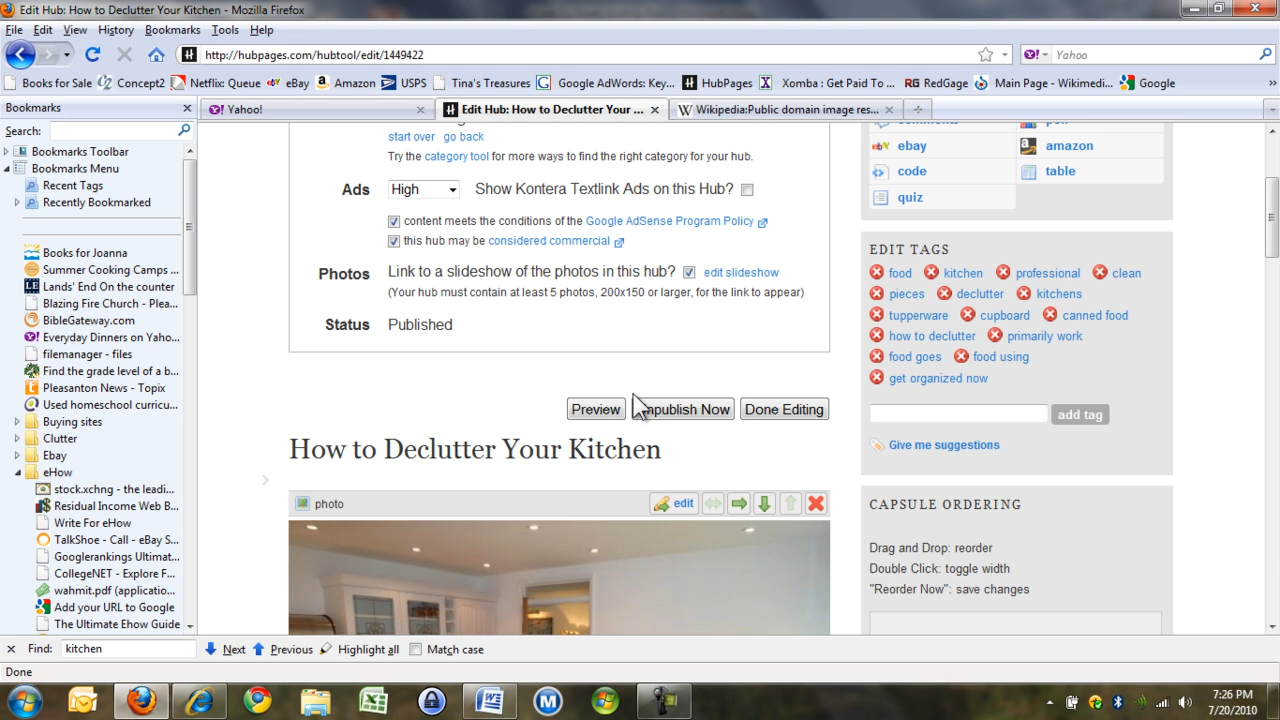 Edit Hub: How to Declutter Your Kitchen - Mozilla Firefox
File Edit View History Bookmarks Tools Help
http://hubpages.com/hubtool/edit/1449422 Yahoo
Books for Sale Concept2 Netflix: Queue eBay Amazon USPS Tina's Treasures Google AdWords: Key... HubPages Xomba : Get Paid To ... RG RedGage Main Page - Wikimedi... Google »
Bookmarks
Yahoo! Edit Hub: How to Declutter Your ... Wikipedia:Public domain image res...
Search:
Bookmarks Toolbar
Bookmarks Menu
Recent Tags
Recently Bookmarked
Books for Joanna
Summer Cooking Camps ...
Lands' End On the counter
Blazing Fire Church - Plea...
BibleGateway.com
Everyday Dinners on Yaho...
filemanager - files
Find the grade level of a b...
Pleasanton News - Topix
Used homeschool curricu...
Buying sites
Clutter
Ebay
eHow
stock.xchng - the leadi...
Residual Income Web B...
Write For eHow
TalkShoe - Call - eBay S...
Googlerankings Ultimat...
CollegeNET - Explore F...
wahmit.pdf (applicatio...
Add your URL to Google
The Ultimate Ehow Guide
start over go back
Try the category tool for more ways to find the right category for your hub.
Ads High Show Kontera Textlink Ads on this Hub?
content meets the conditions of the Google AdSense Program Policy
this hub may be considered commercial
Photos Link to a slideshow of the photos in this hub? edit slideshow
(Your hub must contain at least 5 photos, 200x150 or larger, for the link to appear)
Status Published
Preview Unpublish Now Done Editing
How to Declutter Your Kitchen
photo edit
ebay amazon
code table
quiz
EDIT TAGS
food kitchen professional clean
pieces declutter kitchens
tupperware cupboard canned food
how to declutter primarily work
food goes food using
get organized now
add tag
Give me suggestions
CAPSULE ORDERING
Drag and Drop: reorder
Double Click: toggle width
"Reorder Now": save changes
Find: kitchen Next Previous Highlight all Match case
Done
7:26 PM
7/20/2010